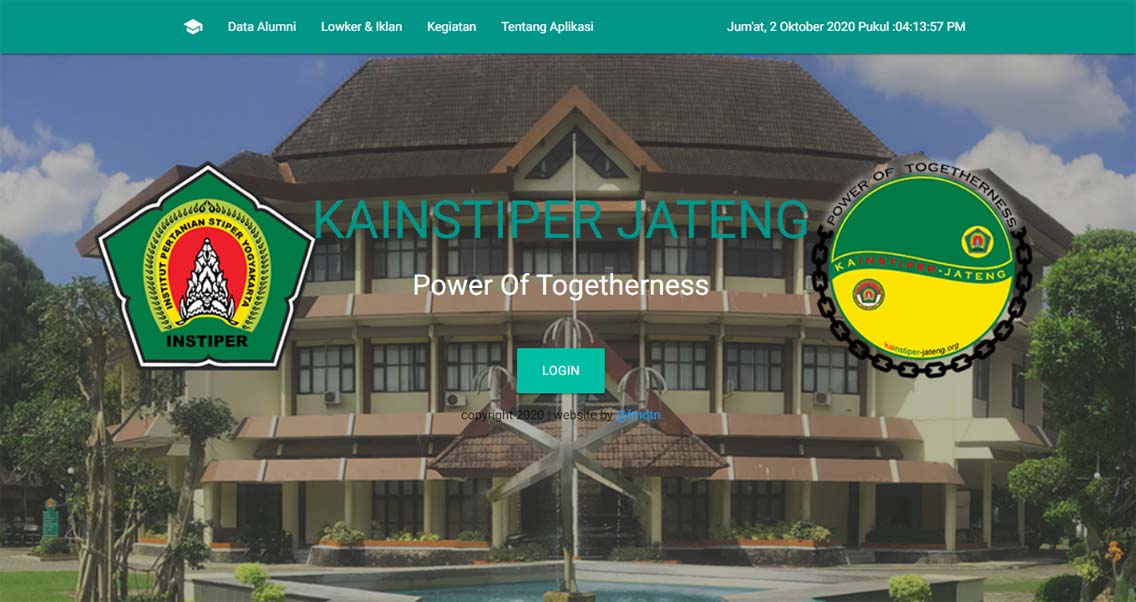 Data Alumni Lowker & Iklan Kegiatan Tentang Aplikasi Jum'at, 2 Oktober 2020 Pukul :04:13:57 PM
INSTITUT PERTANIAN STIPER YOGYAKARTA
INSTIPER
KAINSTIPER JATENG
Power Of Togetherness
POWER OF TOGETHERNESS
KAINSTIPER-JATENG
kainstiper-jateng.org
LOGIN
copyright 2020 | website by